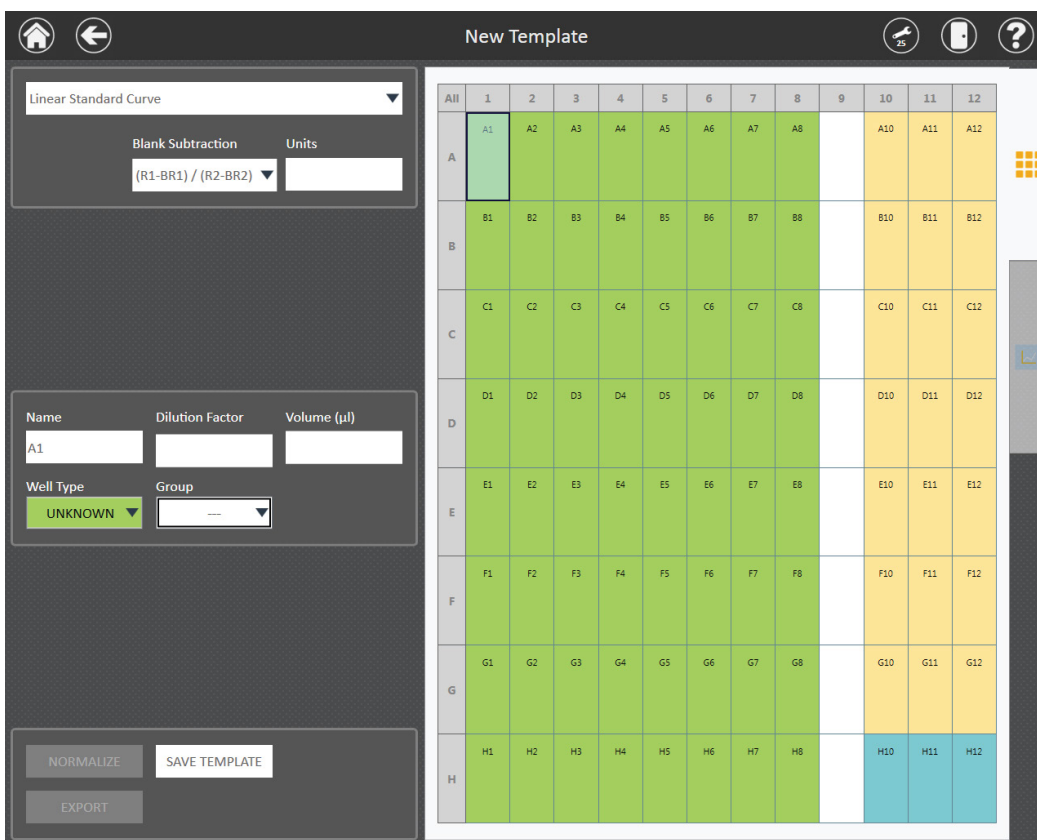 New Template
25
?
Linear Standard Curve
Blank Subtraction Units
(R1-BR1) / (R2-BR2)
Name Dilution Factor Volume (µl)
A1
Well Type Group
UNKNOWN ---
NORMALIZE SAVE TEMPLATE
EXPORT
All 1 2 3 4 5 6 7 8 9 10 11 12
A A1 A2 A3 A4 A5 A6 A7 A8 A10 A11 A12
B B1 B2 B3 B4 B5 B6 B7 B8 B10 B11 B12
C C1 C2 C3 C4 C5 C6 C7 C8 C10 C11 C12
D D1 D2 D3 D4 D5 D6 D7 D8 D10 D11 D12
E E1 E2 E3 E4 E5 E6 E7 E8 E10 E11 E12
F F1 F2 F3 F4 F5 F6 F7 F8 F10 F11 F12
G G1 G2 G3 G4 G5 G6 G7 G8 G10 G11 G12
H H1 H2 H3 H4 H5 H6 H7 H8 H10 H11 H12